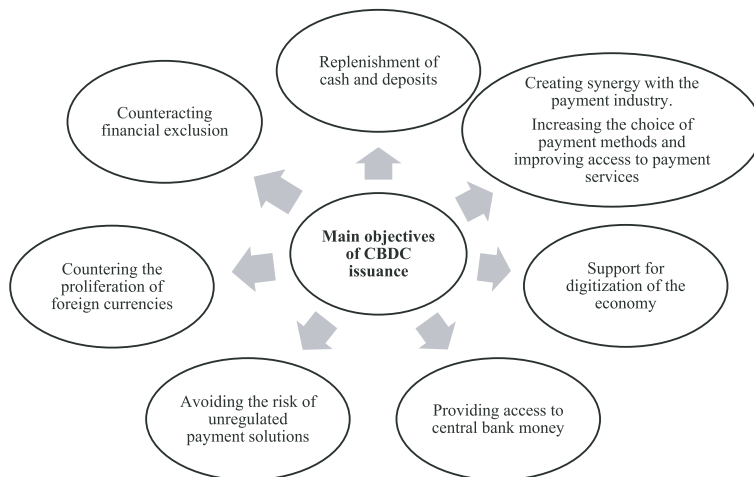 Replenishment of
cash and deposits
Creating synergy with the
payment industry.
Increasing the choice of
payment methods and
improving access to payment
services
Counteracting
financial exclusion
Main objectives
of CBDC
issuance
Countering the
proliferation of
foreign currencies
Support for
digitization of the
economy
Avoiding the risk of
unregulated
payment solutions
Providing access to
central bank money